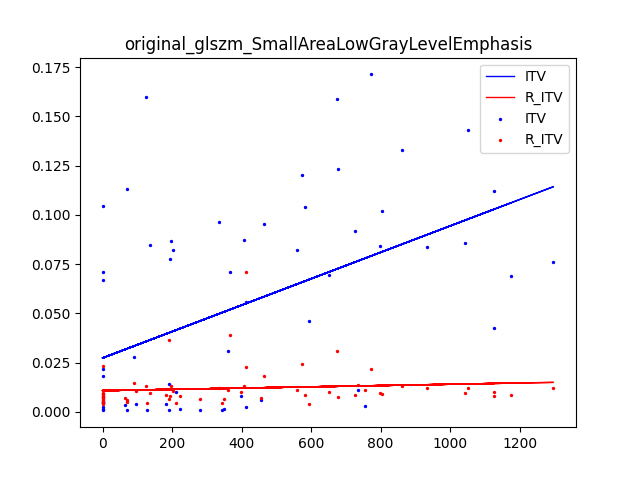 original_glszm_SmallAreaLowGrayLevelEmphasis
0.175
0.150
0.125
0.100
0.075
0.050
0.025
0.000
ITV
R_ITV
ITV
R_ITV
0 200 400 600 800 1000 1200